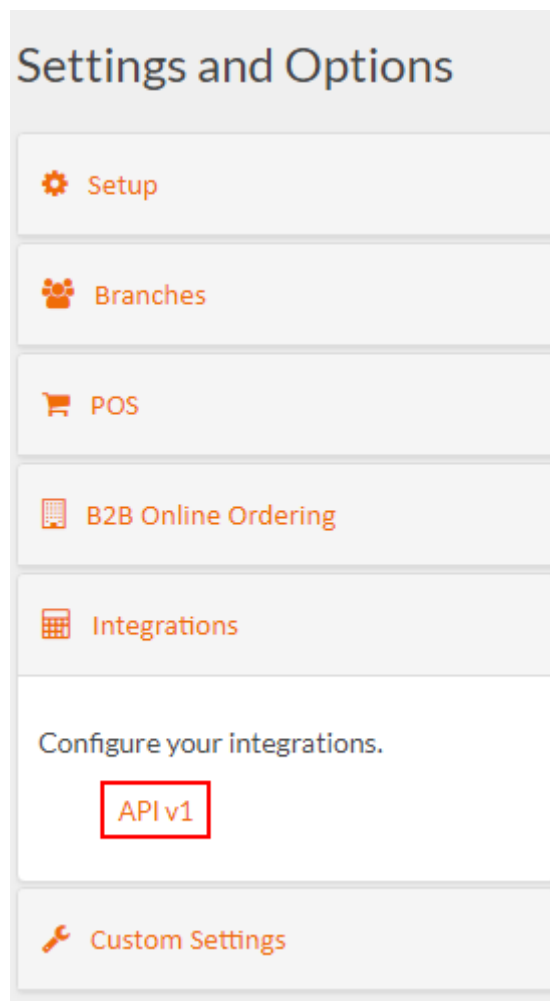 Settings and Options
Setup
Branches
POS
B2B Online Ordering
Integrations
Configure your integrations.
API v1
Custom Settings